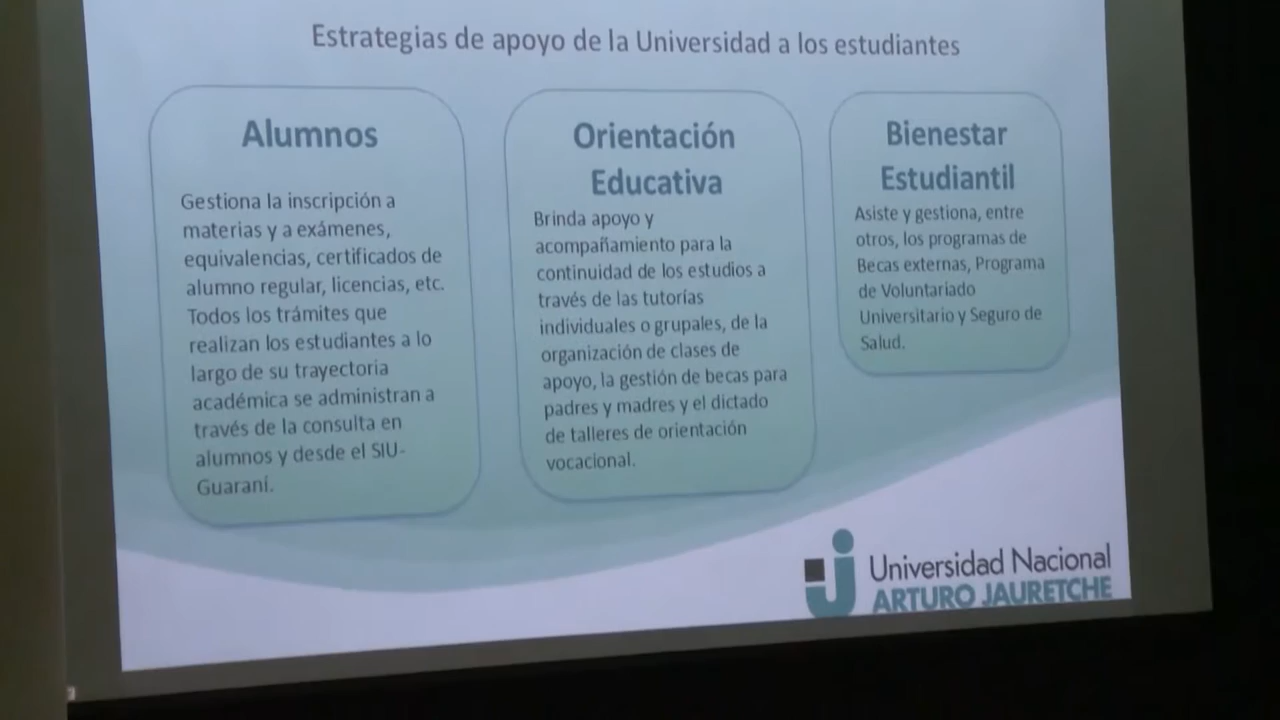 Estrategias de apoyo de la Universidad a los estudiantes
Alumnos
Gestiona la inscripción a
materias y a exámenes,
equivalencias, certificados de
alumno regular, licencias, etc.
Todos los trámites que
realizan los estudiantes a lo
largo de su trayectoria
académica se administran a
través de la consulta en
alumnos y desde el SIU-
Guaraní.
Orientación
Educativa
Brinda apoyo y
acompañamiento para la
continuidad de los estudios a
través de las tutorías
individuales o grupales, de la
organización de clases de
apoyo, la gestión de becas para
padres y madres y el dictado
de talleres de orientación
vocacional.
Bienestar
Estudiantil
Asiste y gestiona, entre
otros, los programas de
Becas externas, Programa
de Voluntariado
Universitario y Seguro de
Salud.
Universidad Nacional
ARTURO JAURETCHE